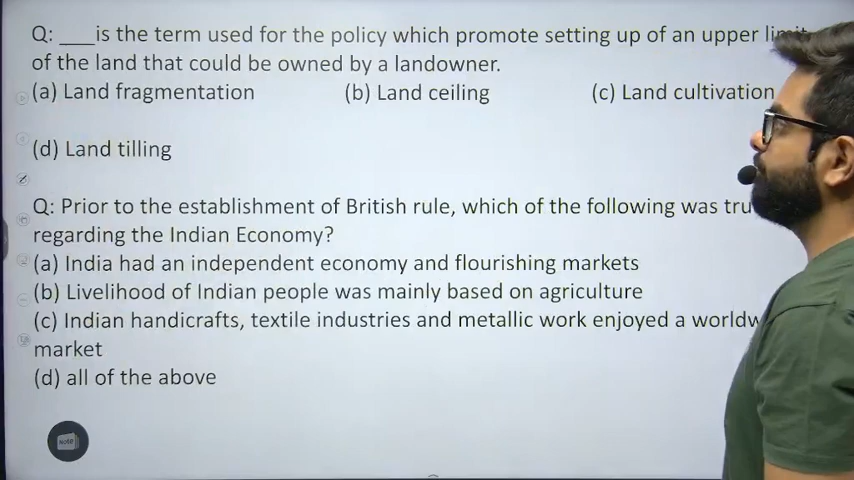 Q: ___is the term used for the policy which promote setting up of an upper limit
of the land that could be owned by a landowner.
(a) Land fragmentation (b) Land ceiling (c) Land cultivation
(d) Land tilling
Q: Prior to the establishment of British rule, which of the following was
regarding the Indian Economy?
(a) India had an independent economy and flourishing markets
(b) Livelihood of Indian people was mainly based on agriculture
(c) Indian handicrafts, textile industries and metallic work enjoyed a
market
(d) all of the above